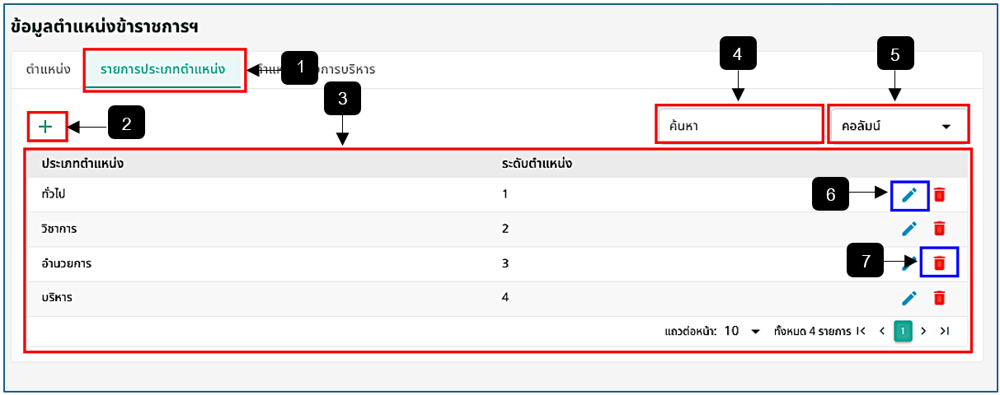 ข้อมูลตำแหน่งข้าราชการฯ
4 5
ตำแหน่ง รายการประเภทตำแหน่ง 1 การบริหาร
3
+ 2 ค้นหา คอลัมน์
ประเภทตำแหน่ง ระดับตำแหน่ง
ทั่วไป 1 6
วิชาการ 2
อำนวยการ 3 7
บริหาร 4
แถวต่อหน้า: 10 ทั้งหมด 4 รายการ 1